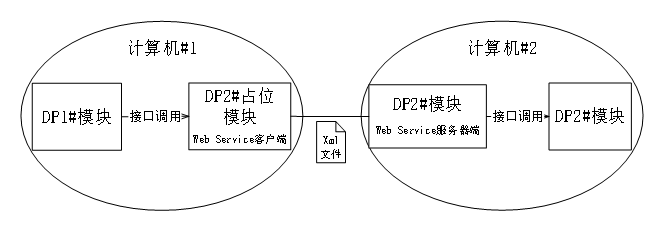 计算机#1
计算机#2
DP1#模块
接口调用
DP2#占位
模块
Web Service客户端
Xml
文件
DP2#模块
Web Service服务器端
接口调用
DP2#模块